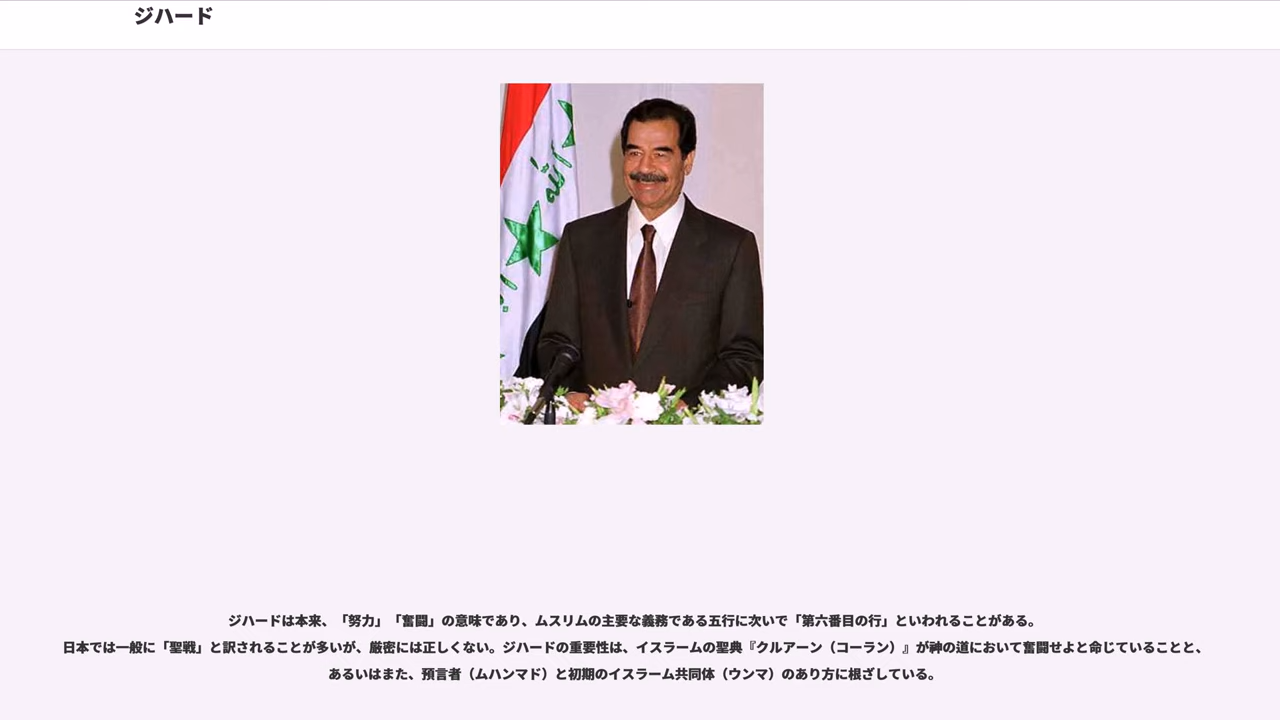 ジハード
الله
ジハードは本来、「努力」「奮闘」の意味であり、ムスリムの主要な義務である五行に次いで「第六番目の行」といわれることがある。
日本では一般に「聖戦」と訳されることが多いが、厳密には正しくない。ジハードの重要性は、イスラームの聖典『クルアーン（コーラン）』が神の道において奮闘せよと命じていることと、
あるいはまた、預言者（ムハンマド）と初期のイスラーム共同体（ウンマ）のあり方に根ざしている。